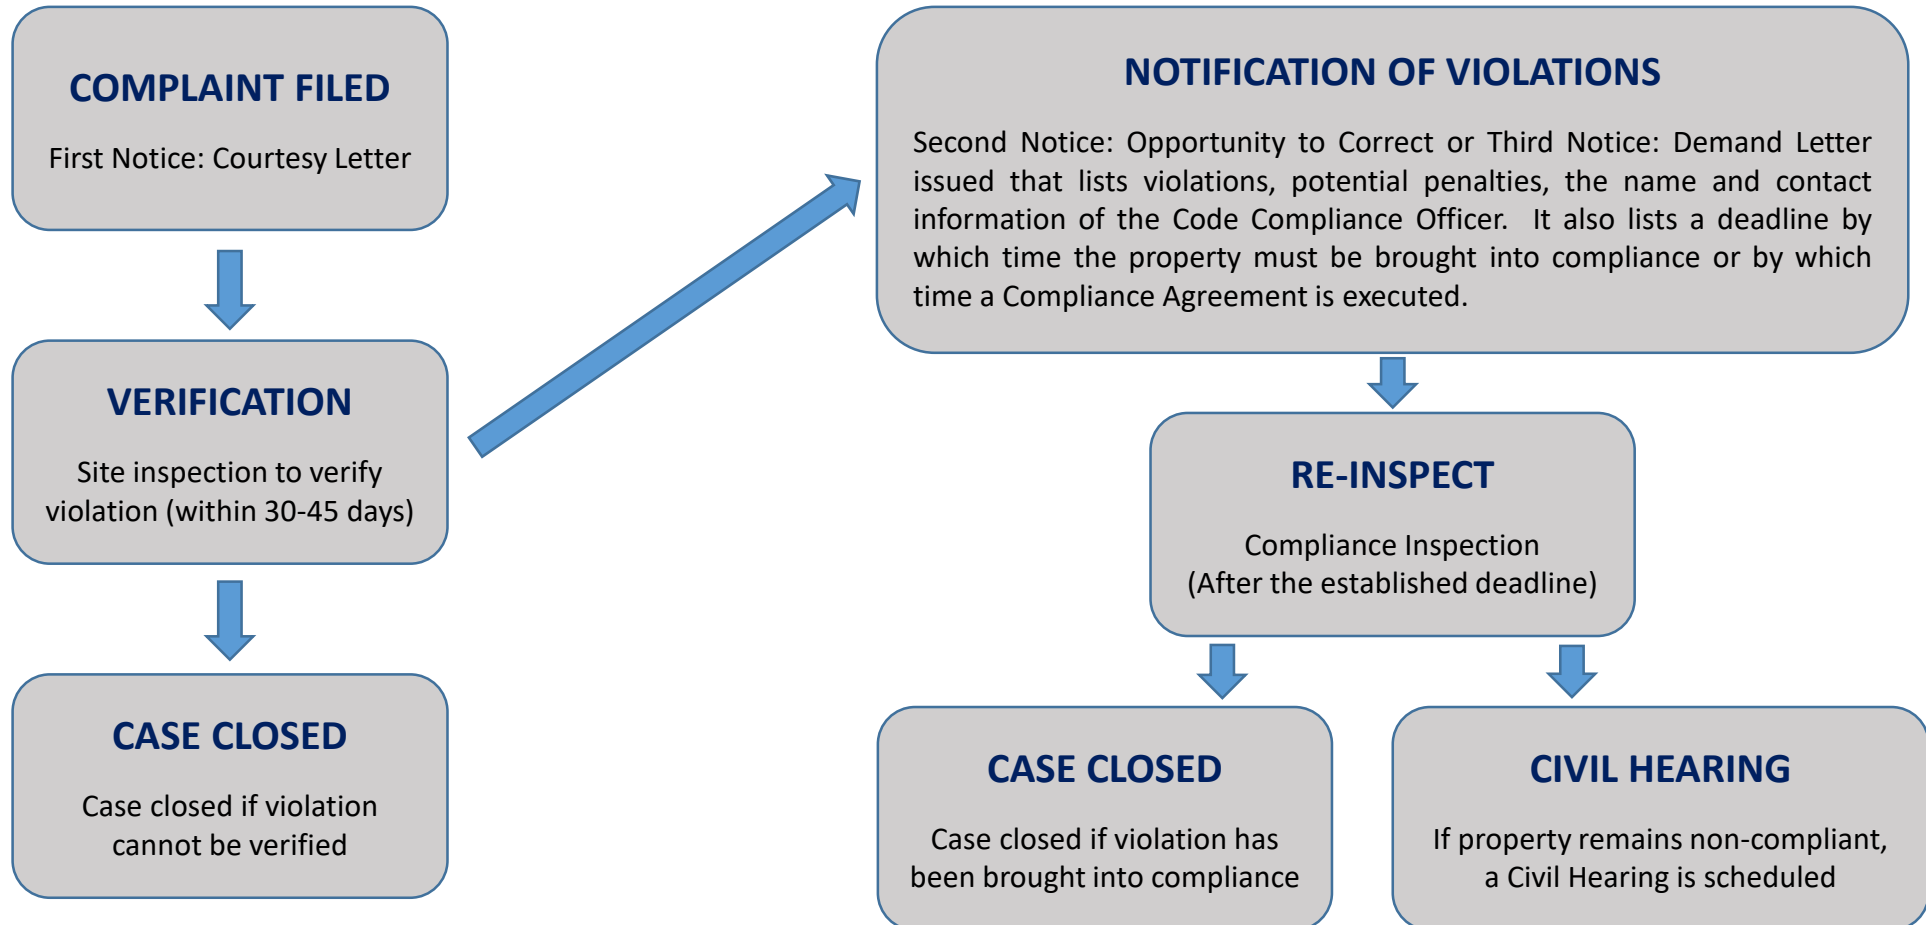 COMPLAINT FILED
First Notice: Courtesy Letter
VERIFICATION
Site inspection to verify
violation (within 30-45 days)
CASE CLOSED
Case closed if violation
cannot be verified
NOTIFICATION OF VIOLATIONS
Second Notice: Opportunity to Correct or Third Notice: Demand Letter
issued that lists violations, potential penalties, the name and contact
information of the Code Compliance Officer. It also lists a deadline by
which time the property must be brought into compliance or by which
time a Compliance Agreement is executed.
RE-INSPECT
Compliance Inspection
(After the established deadline)
CASE CLOSED
Case closed if violation has
been brought into compliance
CIVIL HEARING
If property remains non-compliant,
a Civil Hearing is scheduled